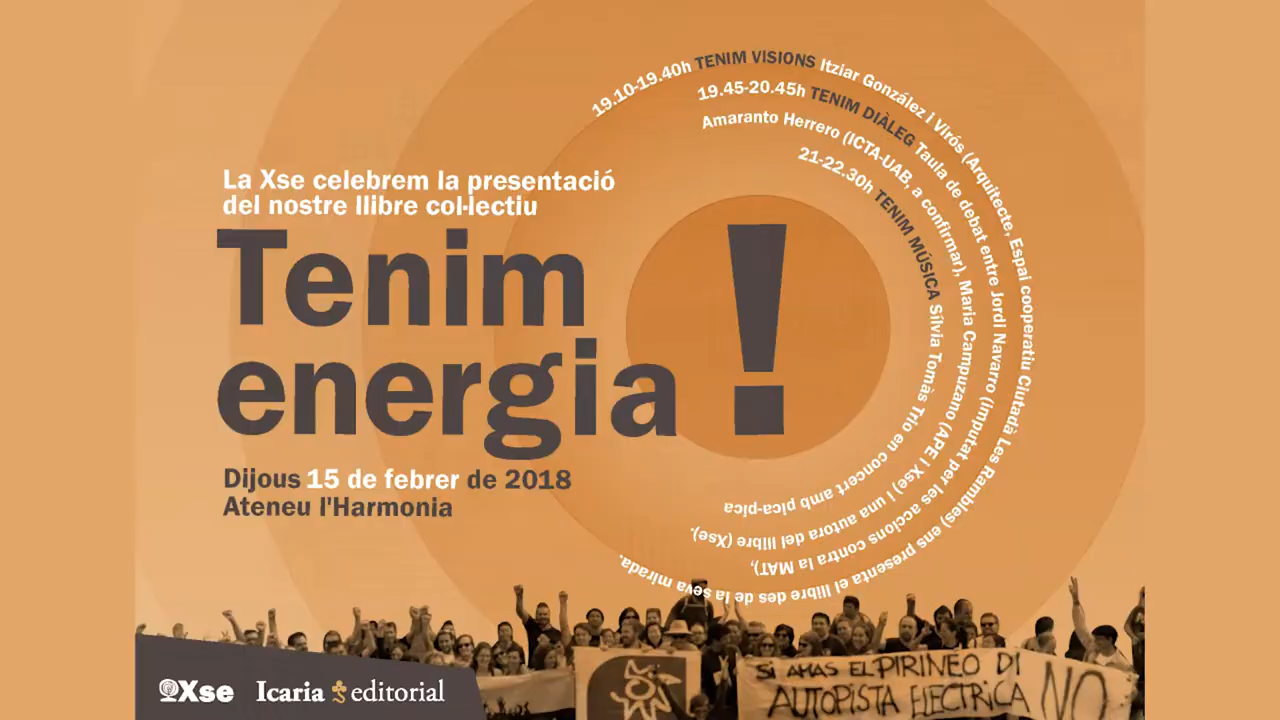 La Xse celebrem la presentació
del nostre llibre col·lectiu
Tenim
energia!
Dijous 15 de febrer de 2018
Ateneu l'Harmonia
19.10-19.40h TENIM VISIONS Itziar González i Virós (Arquitecte, Espai cooperatiu Ciutadà Les Rambles) ens presenta el llibre des de la seva mirada.
19.45-20.45h TENIM DIÀLEG Taula de debat entre Jordi Navarro (imputat per les accions contra la MAT),
Amaranto Herrero (ICTA-UAB, a confirmar), Maria Campuzano (APE i Xse) i una autora del llibre (Xse).
21-22.30h TENIM MÚSICA Sílvia Tomàs Trio en concert amb pica-pica
SI AMAS EL PIRINEO DI
AUTOPISTA ELECTRICA NO
Xse Icaria editorial